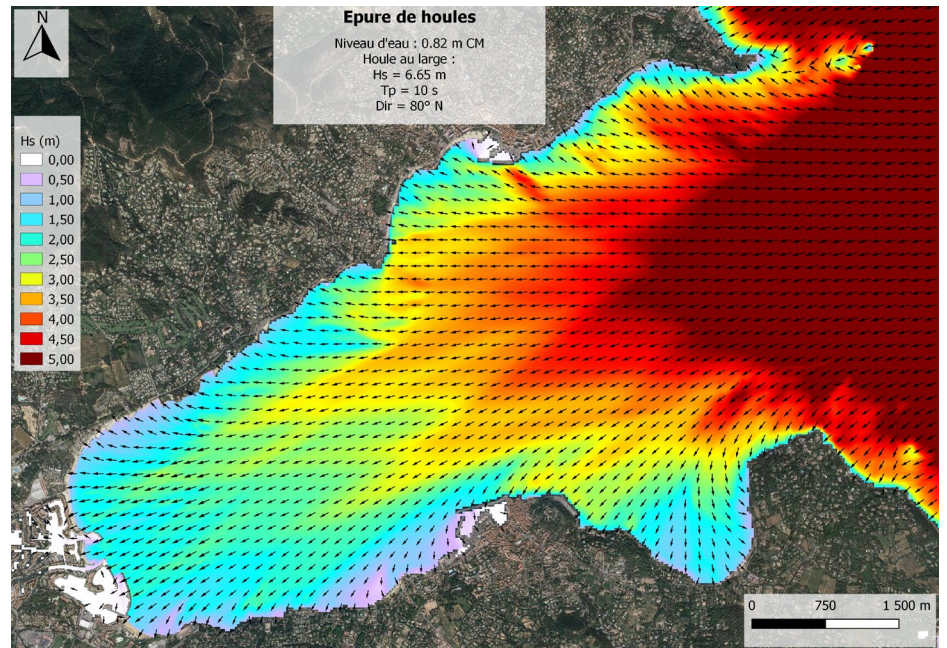 N
Epure de houles
Niveau d'eau : 0.82 m CM
Houle au large :
Hs = 6.65 m
Tp = 10 s
Dir = 80° N
Hs (m)
0,00
0,50
1,00
1,50
2,00
2,50
3,00
3,50
4,00
4,50
5,00
0 750 1 500 m